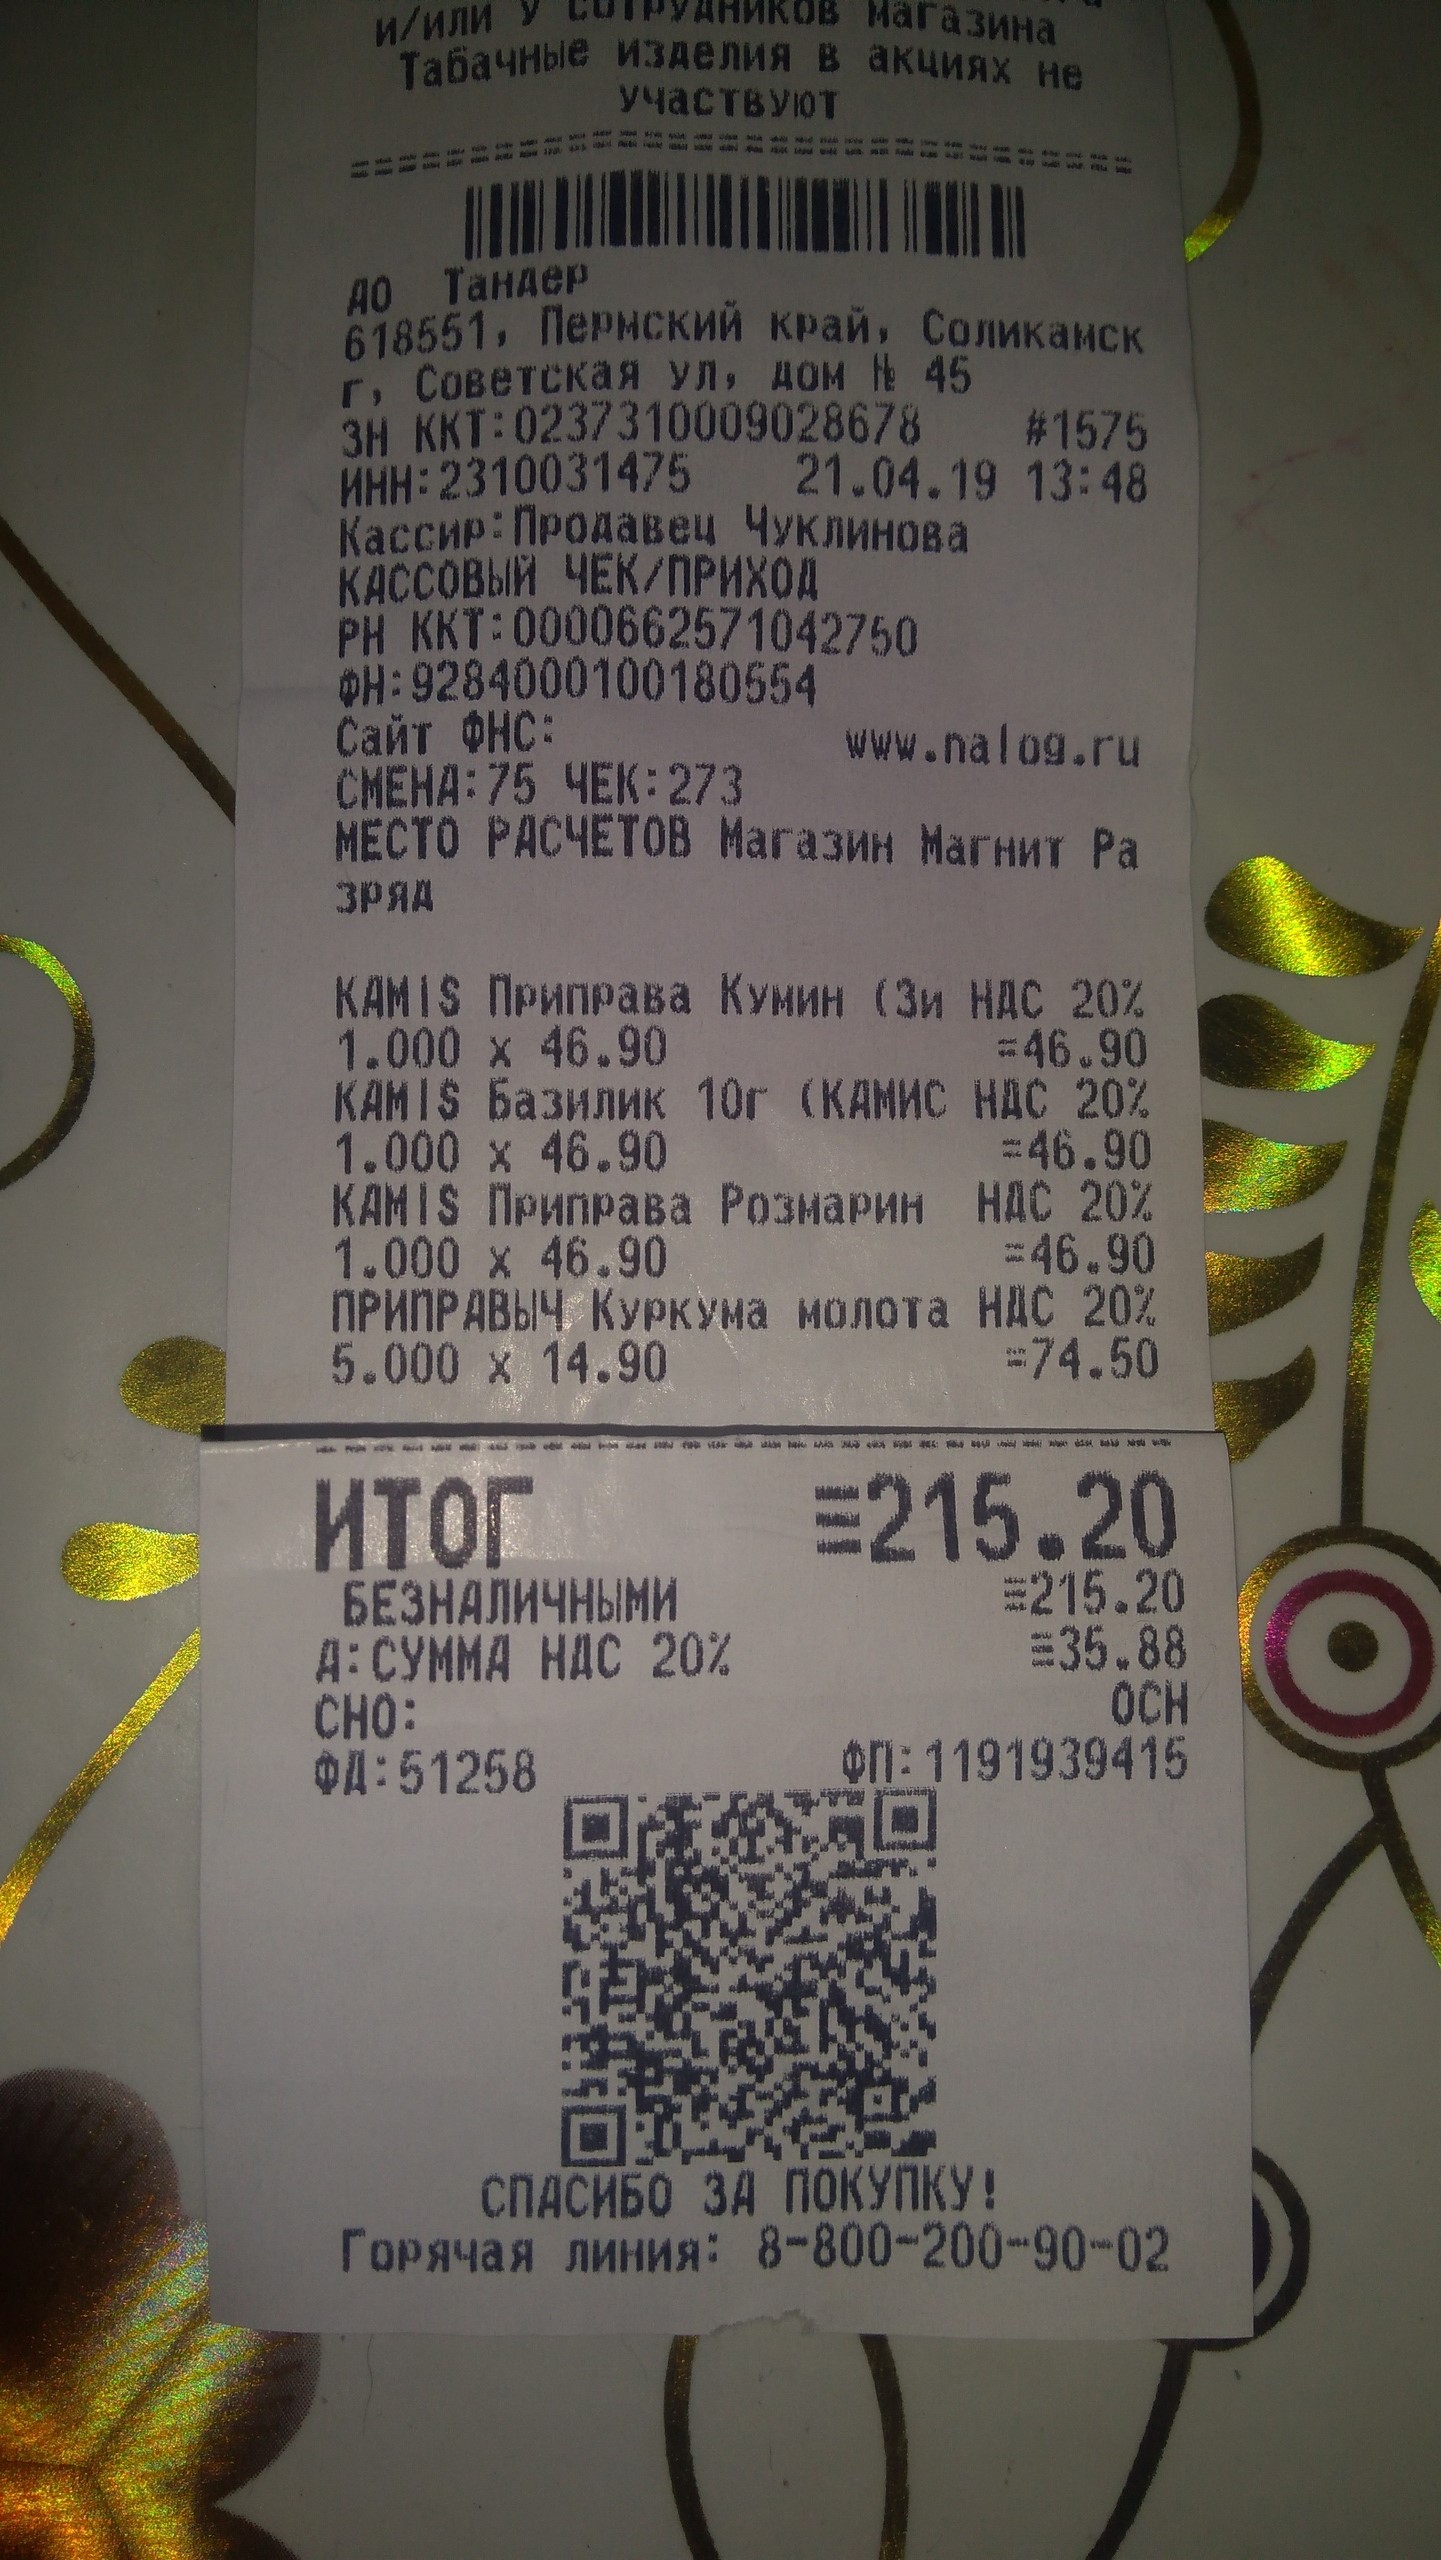 и/или у сотрудников магазина
Табачные изделия в акциях не
участвуют
================================
АО Тандер
618551, Пермский край, Соликамск
г, Советская ул, дом № 45
ЗН ККТ:0237310009028678 #1575
ИНН:2310031475 21.04.19 13:48
Кассир:Продавец Чуклинова
КАССОВЫЙ ЧЕК/ПРИХОД
РН ККТ:0000662571042750
ФН:9284000100180554
Сайт ФНС: www.nalog.ru
СМЕНА:75 ЧЕК:273
МЕСТО РАСЧЕТОВ Магазин Магнит Ра
зряд
KAMIS Приправа Кумин (Зи НДС 20%
1.000 х 46.90 =46.90
KAMIS Базилик 10г (КАМИС НДС 20%
1.000 х 46.90 =46.90
KAMIS Приправа Розмарин НДС 20%
1.000 х 46.90 =46.90
ПРИПРАВЫЧ Куркума молота НДС 20%
5.000 х 14.90 =74.50
ИТОГ ≡215.20
БЕЗНАЛИЧНЫМИ ≡215.20
А:СУММА НДС 20% ≡35.88
СНО: ОСН
ФД:51258 ФП:1191939415
СПАСИБО ЗА ПОКУПКУ!
Горячая линия: 8-800-200-90-02